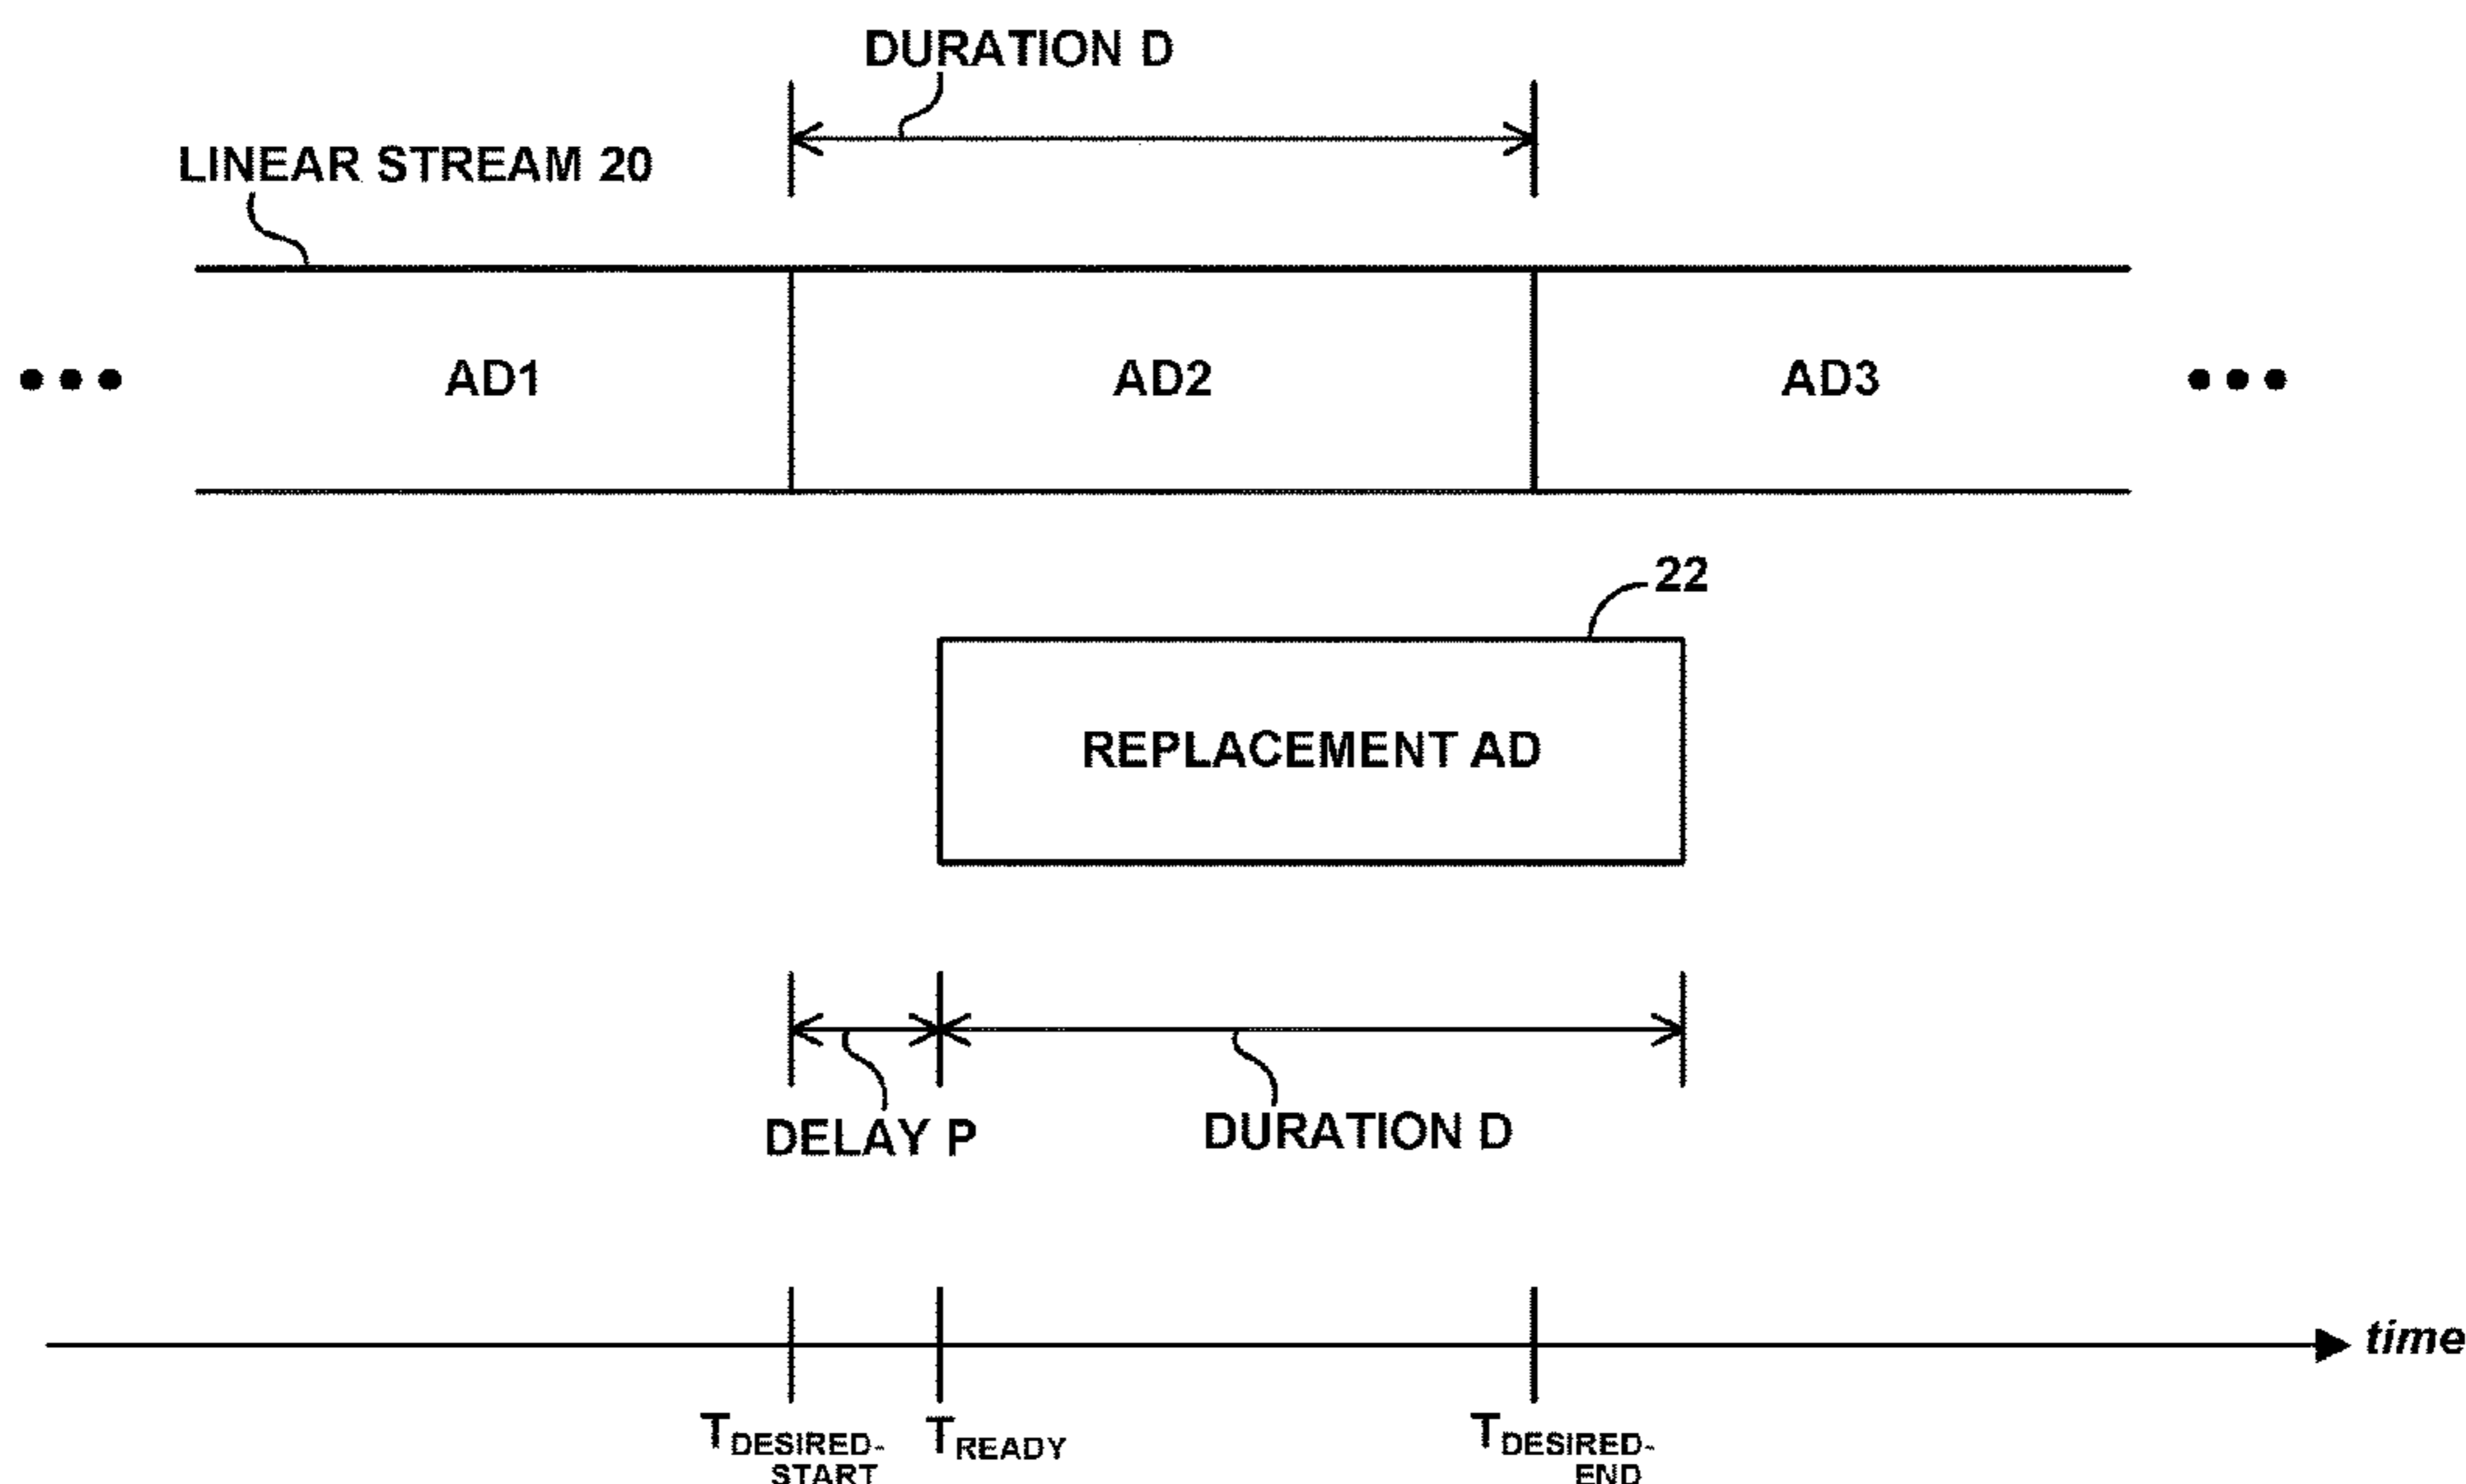 DURATION D
LINEAR STREAM 20
••• AD1 AD2 AD3 •••
22
REPLACEMENT AD
DELAY P DURATION D
time
TDESIRED-START TREADY TDESIRED-END